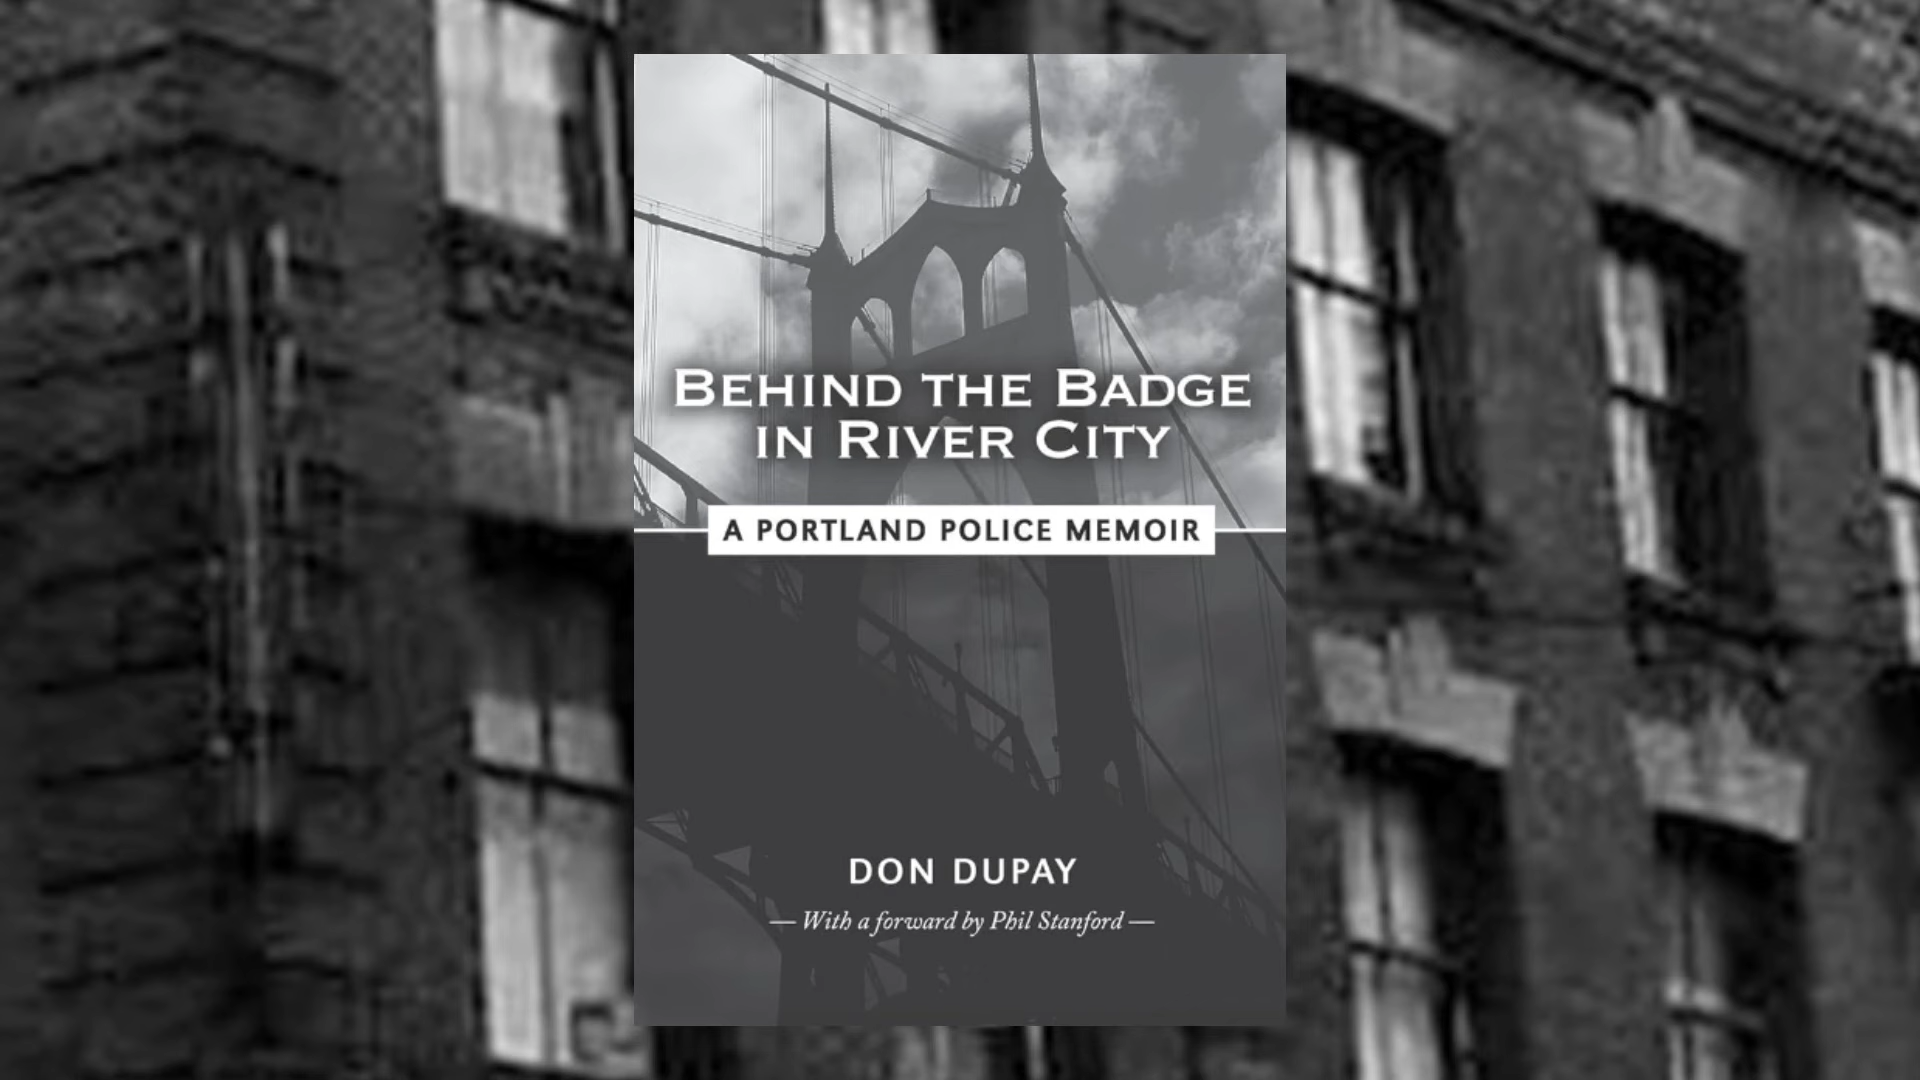 BEHIND THE BADGE
IN RIVER CITY
A PORTLAND POLICE MEMOIR
DON DUPAY
— With a forward by Phil Stanford —